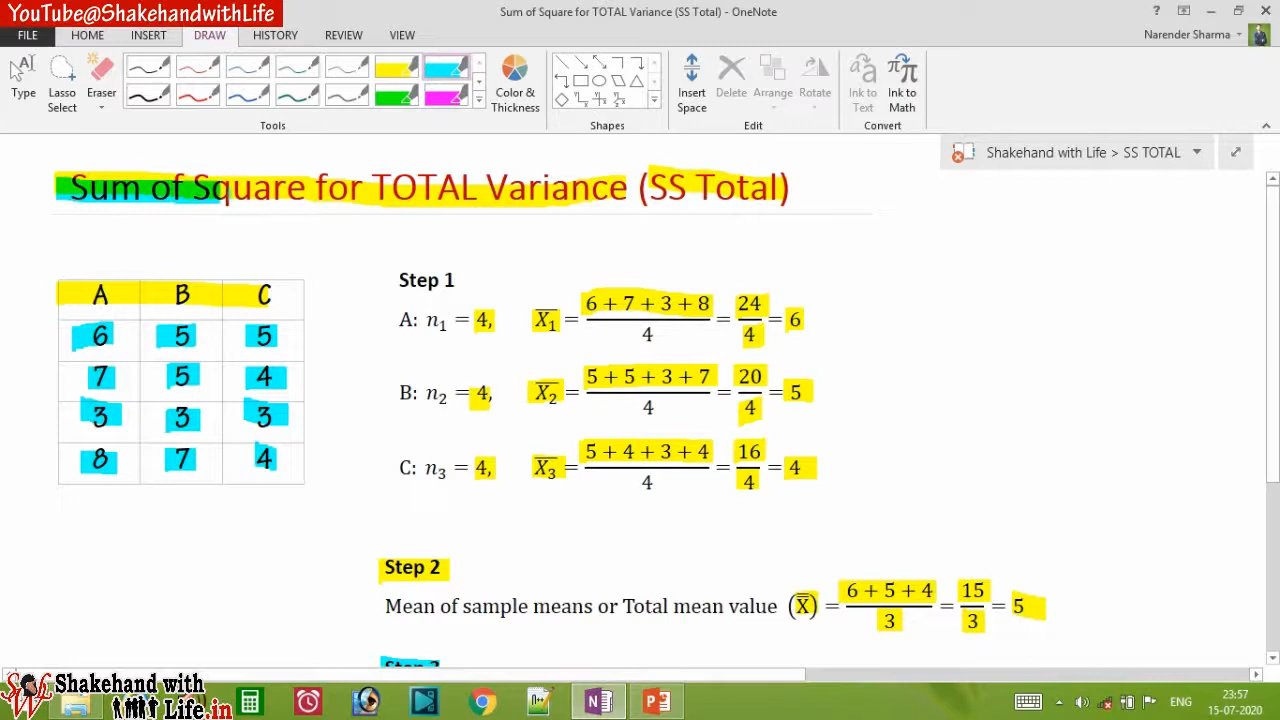 YouTube@ShakehandwithLife
Sum of Square for TOTAL Variance (SS Total) - OneNote
FILE HOME INSERT DRAW HISTORY REVIEW VIEW
Narender Sharma
Type
Lasso Select
Eraser
Color & Thickness
Insert Space
Delete
Arrange
Rotate
Ink to Text
Ink to Math
Tools
Shapes
Edit
Convert
Shakehand with Life > SS TOTAL
Sum of Square for TOTAL Variance (SS Total)
A B C
6 5 5
7 5 4
3 3 3
8 7 4
Step 1
A: n₁ = 4, X̅₁ = (6 + 7 + 3 + 8)/4 = 24/4 = 6
B: n₂ = 4, X̅₂ = (5 + 5 + 3 + 7)/4 = 20/4 = 5
C: n₃ = 4, X̅₃ = (5 + 4 + 3 + 4)/4 = 16/4 = 4
Step 2
Mean of sample means or Total mean value (X̿) = (6 + 5 + 4)/3 = 15/3 = 5
Step 3
Shakehand with
Life.in
ENG
23:57
15-07-2020